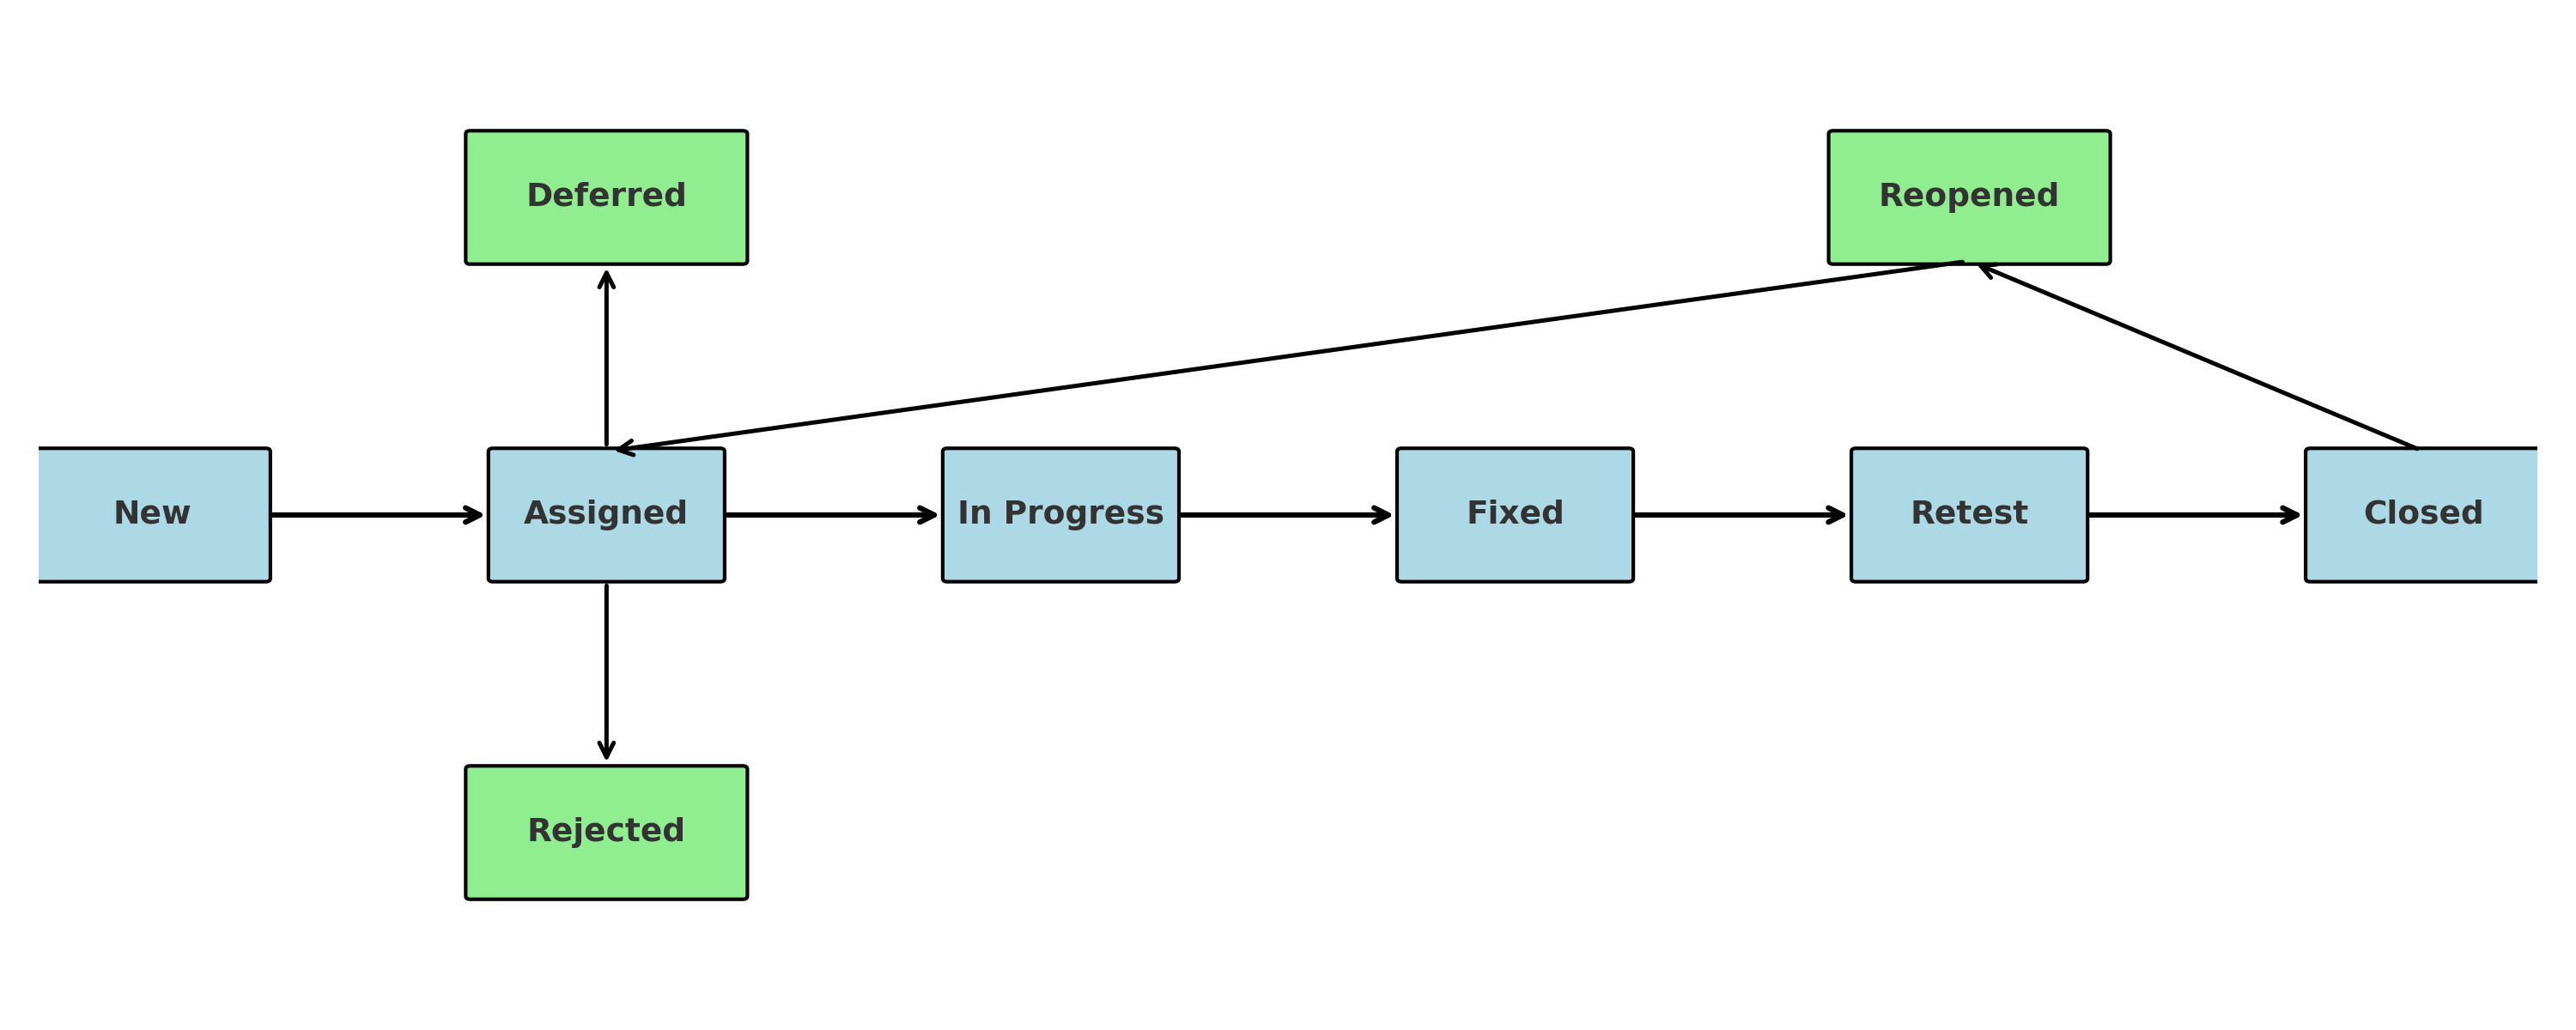 Deferred
Reopened
New
Assigned
In Progress
Fixed
Retest
Closed
Rejected